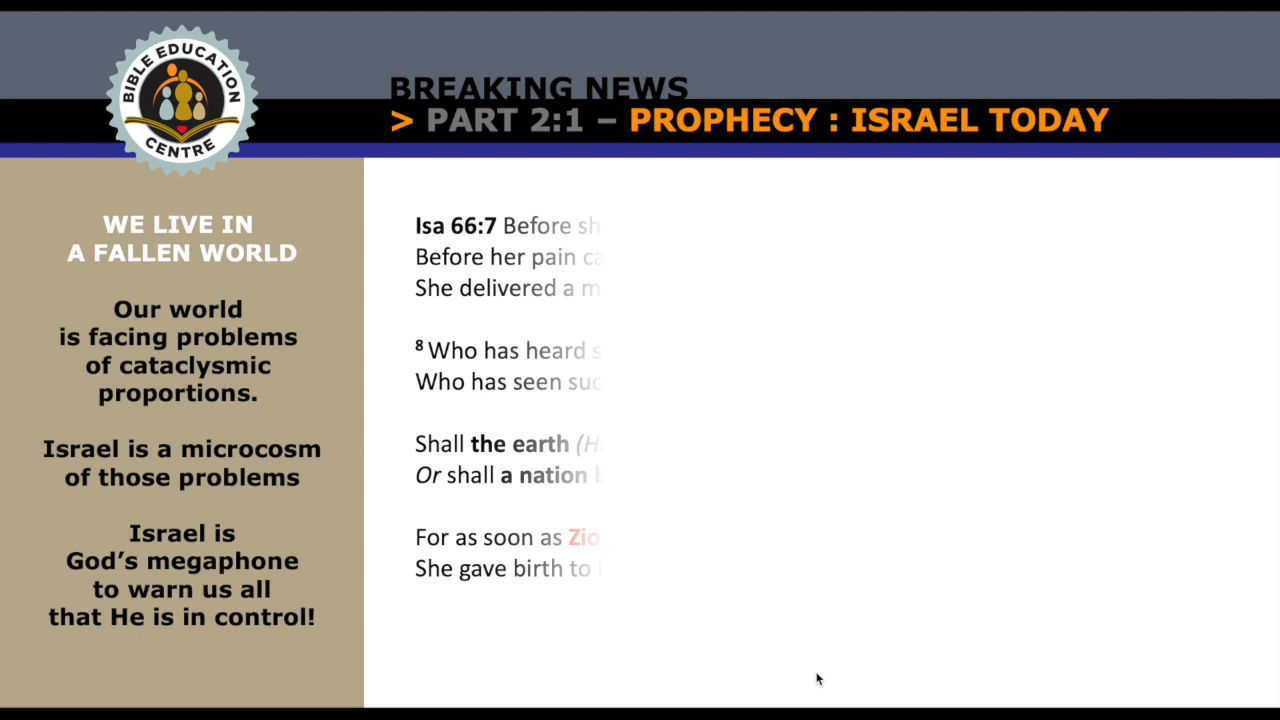 BIBLE EDUCATION
CENTRE
BREAKING NEWS
> PART 2:1 – PROPHECY : ISRAEL TODAY
WE LIVE IN
A FALLEN WORLD
Our world
is facing problems
of cataclysmic
proportions.
Israel is a microcosm
of those problems
Israel is
God’s megaphone
to warn us all
that He is in control!
Isa 66:7 Before
Before her pain
She delivered a
8 Who has heard
Who has seen
Shall the earth
Or shall a nation
For as soon as
She gave birth to